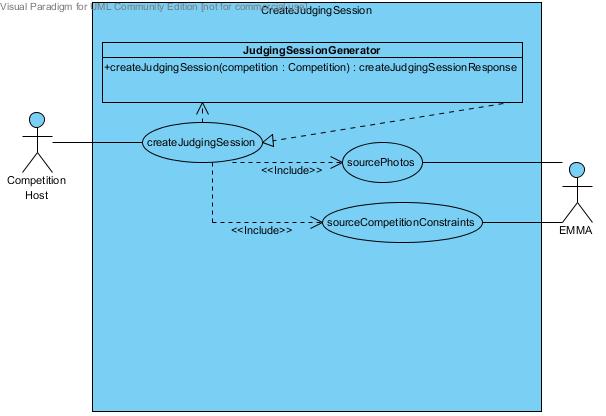 Visual Paradigm for UML Community Edition [not for commercial use]
CreateJudgingSession
JudgingSessionGenerator
+createJudgingSession(competition : Competition) : createJudgingSessionResponse
createJudgingSession
sourcePhotos
<<Include>>
Competition
Host
sourceCompetitionConstraints
<<Include>>
EMMA